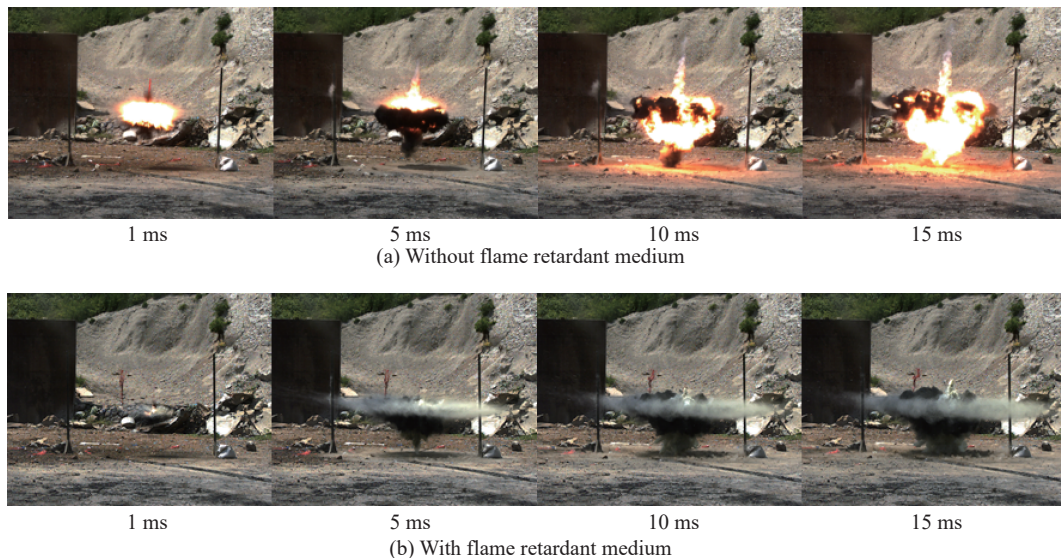 1 ms 5 ms 10 ms 15 ms
(a) Without flame retardant medium
1 ms 5 ms 10 ms 15 ms
(b) With flame retardant medium